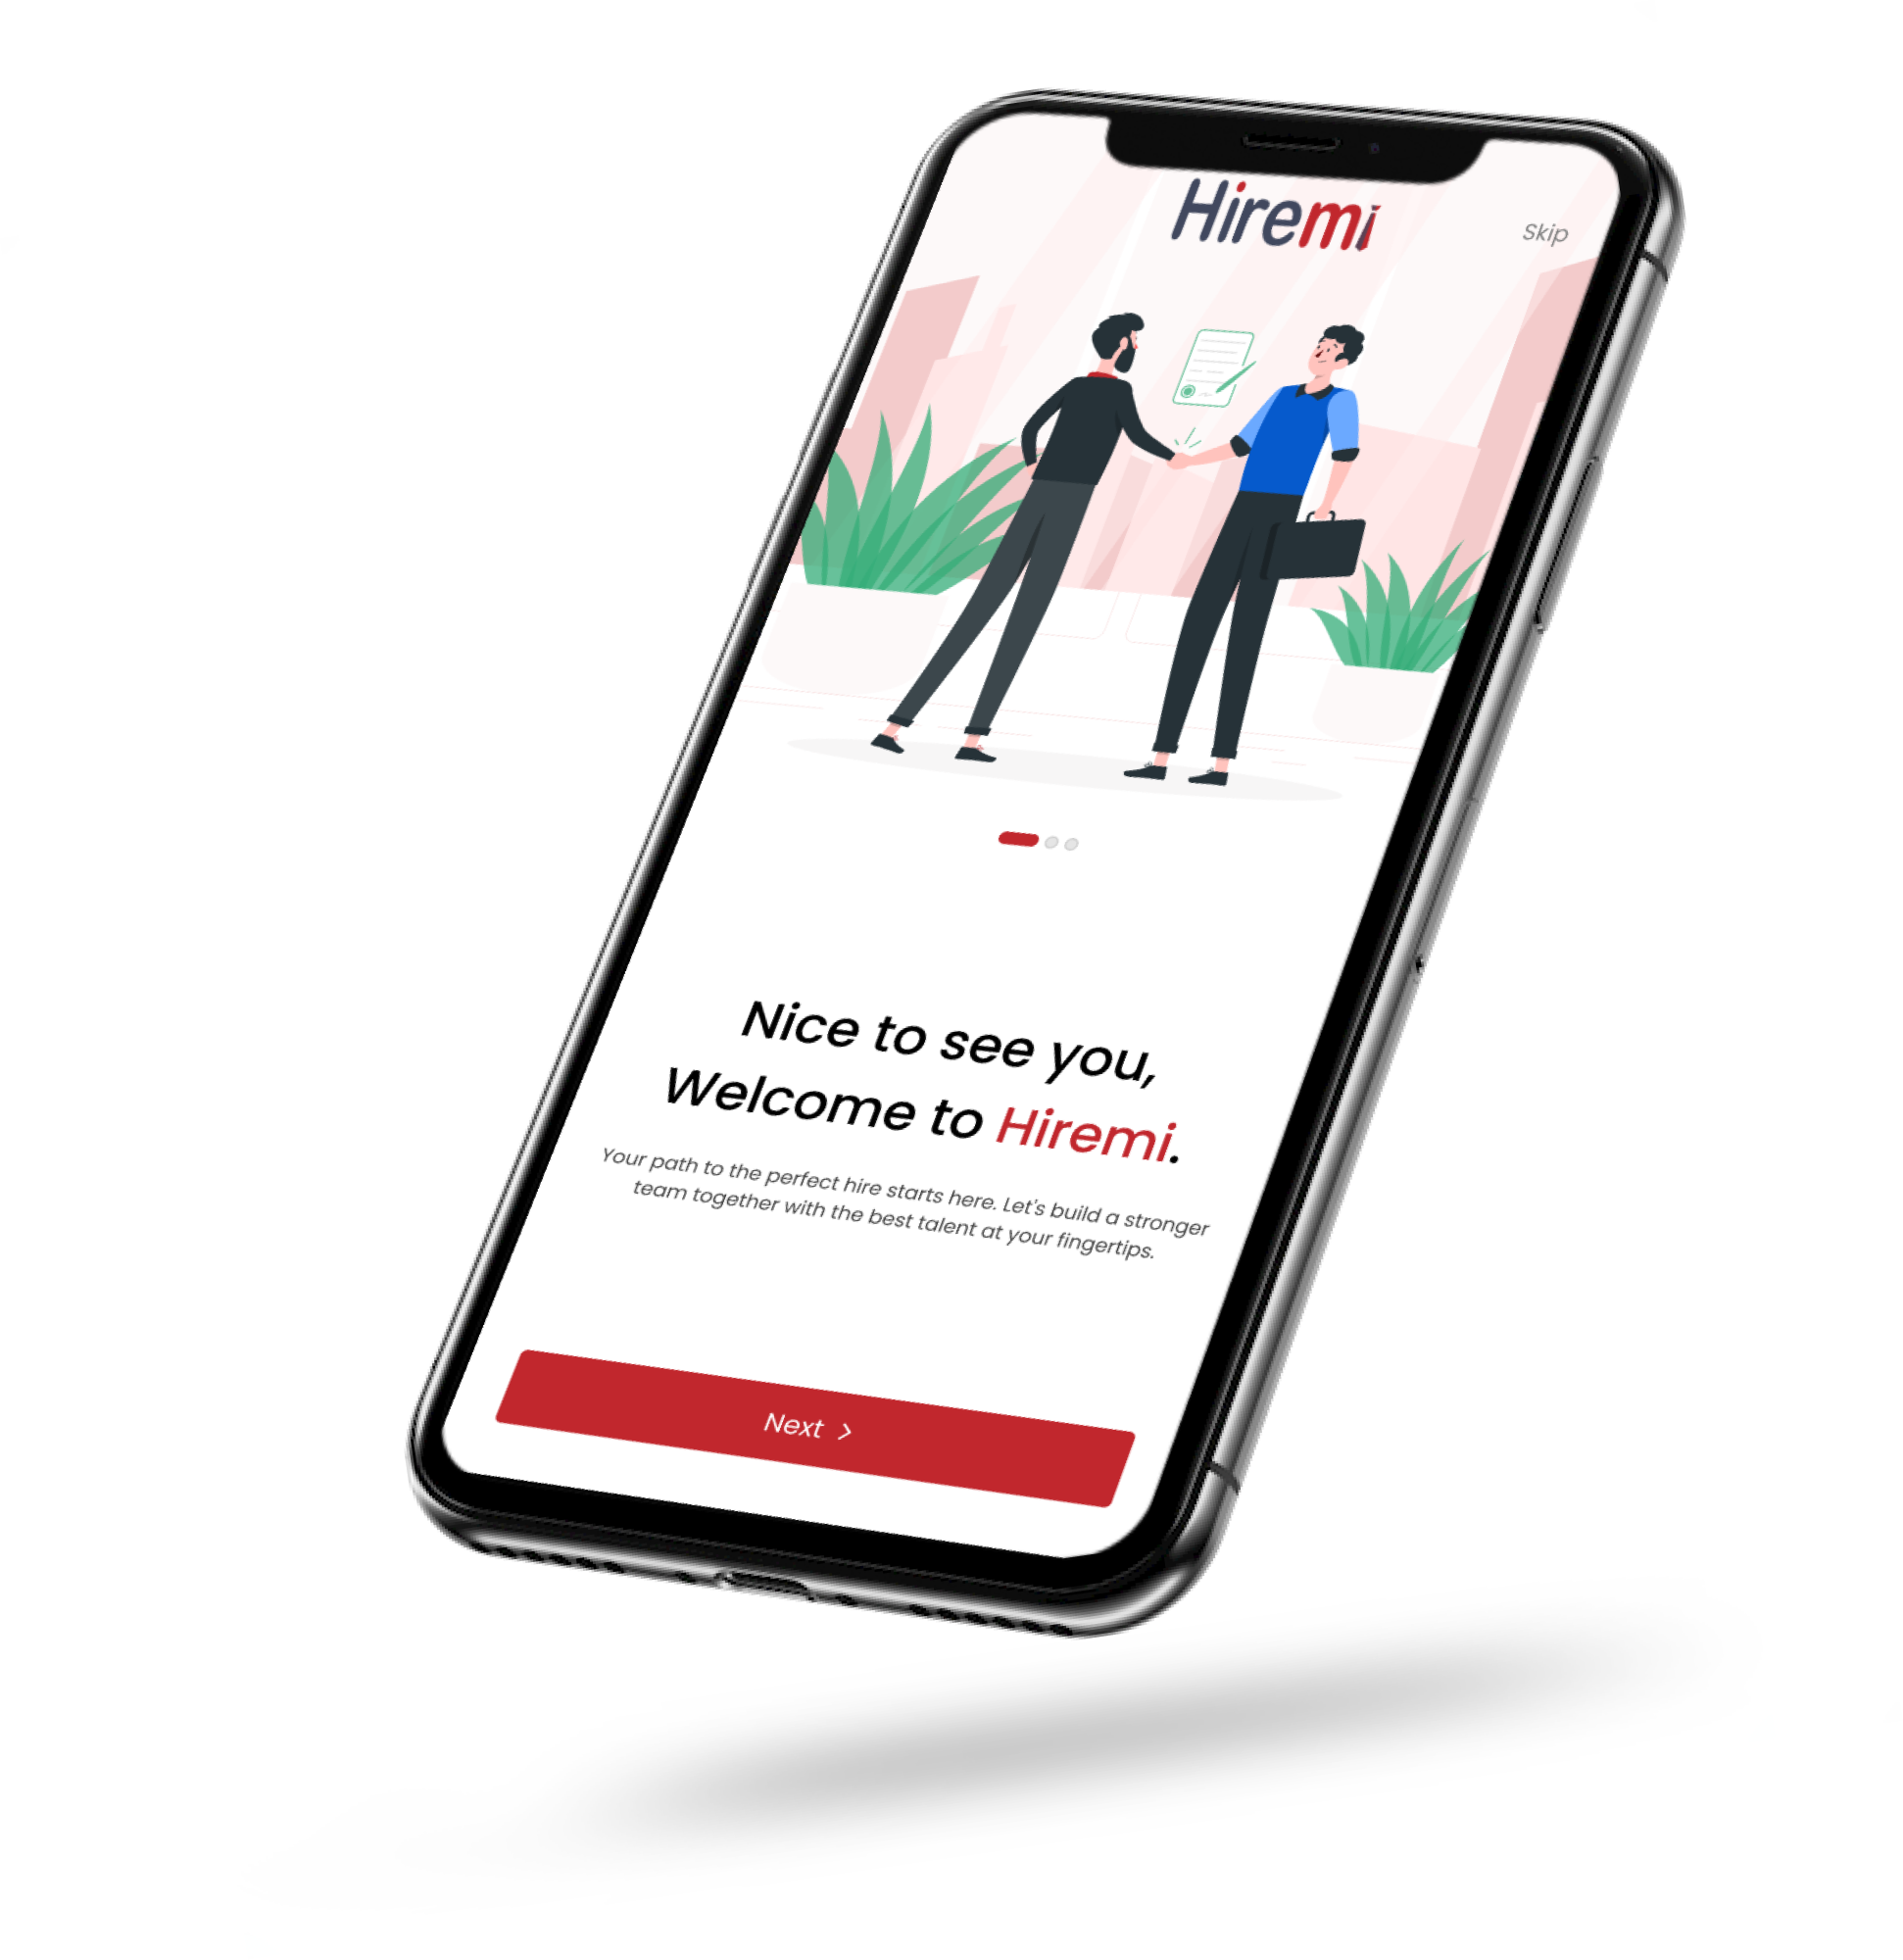 Hiremi
Skip
Nice to see you,
Welcome to Hiremi.
Your path to the perfect hire starts here. Let's build a stronger
team together with the best talent at your fingertips.
Next >